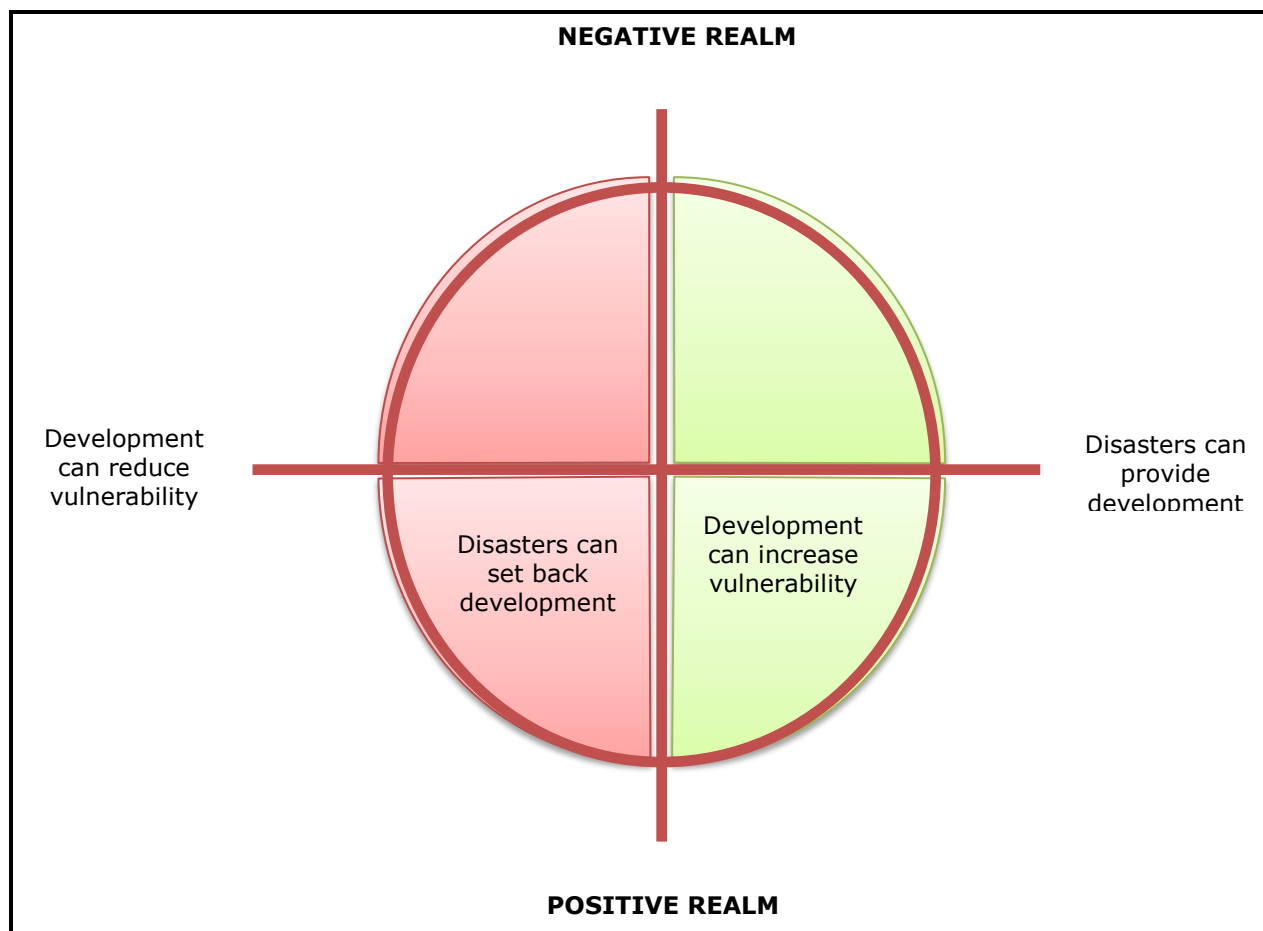 NEGATIVE REALM
Development
can reduce
vulnerability
Disasters can
provide
development
Disasters can
set back
development
Development
can increase
vulnerability
POSITIVE REALM